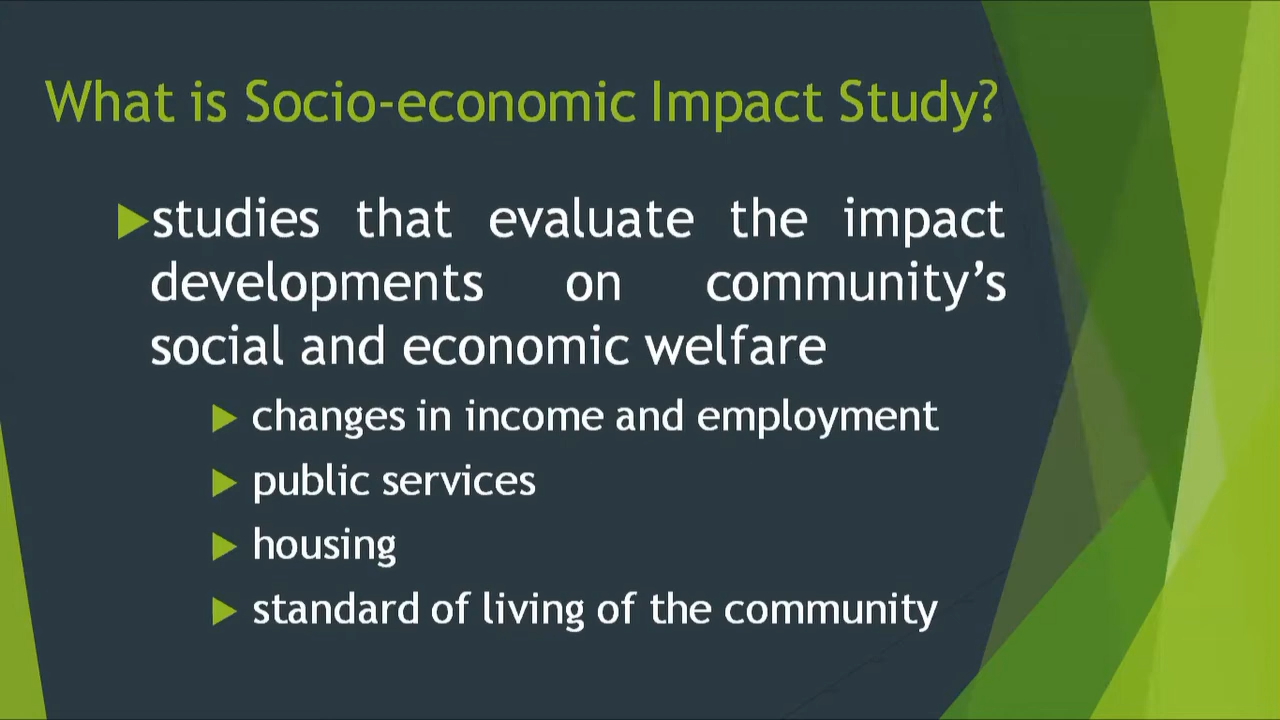 What is Socio-economic Impact Study?
studies that evaluate the impact
developments on community’s
social and economic welfare
changes in income and employment
public services
housing
standard of living of the community